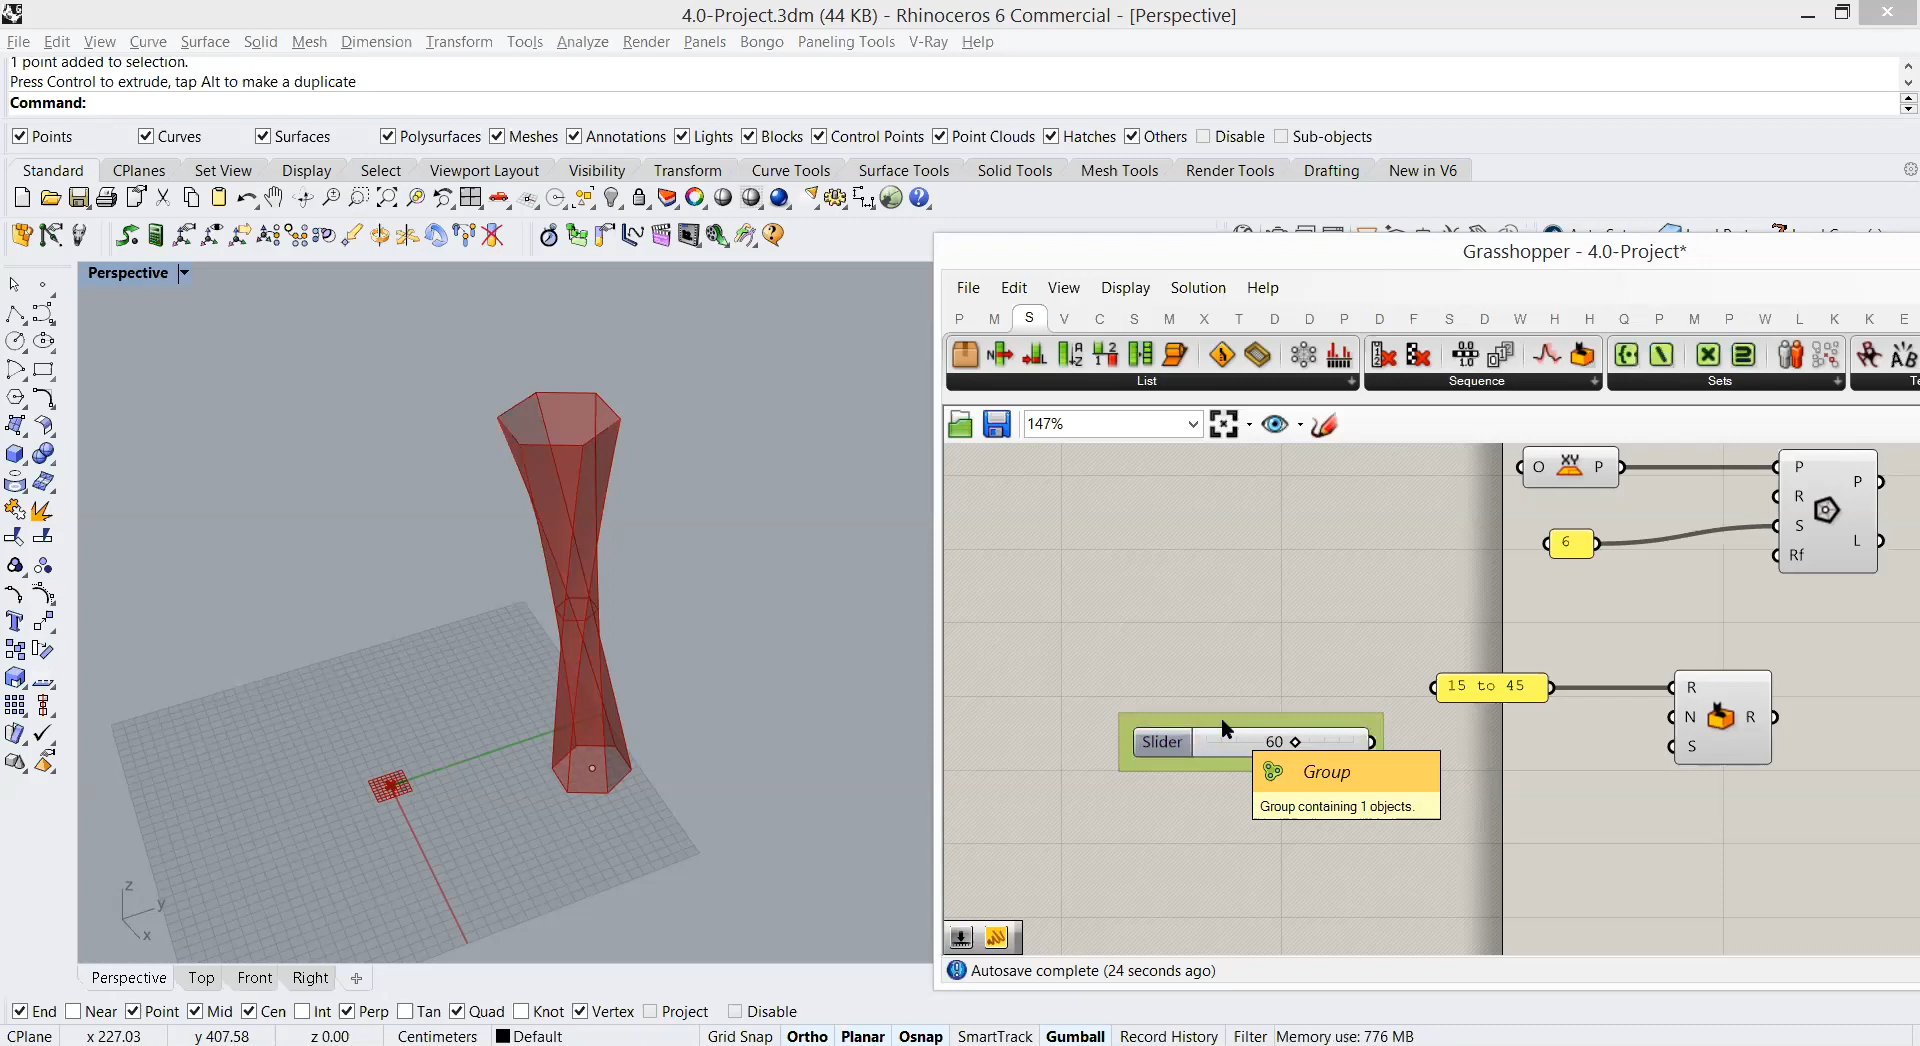 4.0-Project.3dm (44 KB) - Rhinoceros 6 Commercial - [Perspective]
File Edit View Curve Surface Solid Mesh Dimension Transform Tools Analyze Render Panels Bongo Paneling Tools V-Ray Help
1 point added to selection.
Press Control to extrude, tap Alt to make a duplicate
Command:
Points Curves Surfaces Polysurfaces Meshes Annotations Lights Blocks Control Points Point Clouds Hatches Others Disable Sub-objects
Standard CPlanes Set View Display Select Viewport Layout Visibility Transform Curve Tools Surface Tools Solid Tools Mesh Tools Render Tools Drafting New in V6
Perspective
Grasshopper - 4.0-Project*
File Edit View Display Solution Help
P M S V C S M X T D D P D F S D W H H Q P M P W L K K E
List Sequence Sets
147%
O XY P
P
R
S
Rf
P
L
6
15 to 45
R
N
S
R
Slider 60
Group
Group containing 1 objects.
z
y
x
Autosave complete (24 seconds ago)
Perspective Top Front Right
End Near Point Mid Cen Int Perp Tan Quad Knot Vertex Project Disable
CPlane x 227.03 y 407.58 z 0.00 Centimeters Default Grid Snap Ortho Planar Osnap SmartTrack Gumball Record History Filter Memory use: 776 MB